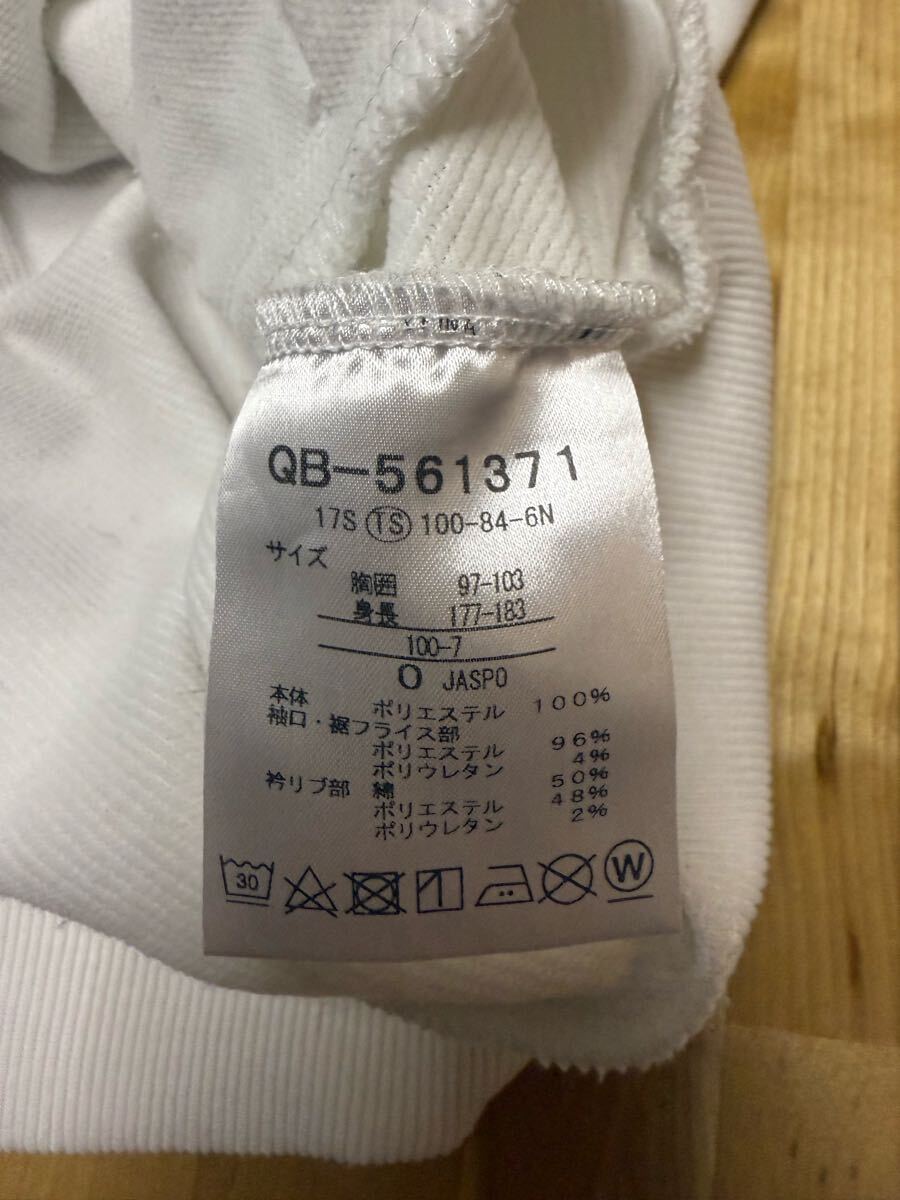 QB-561371
17S TS 100-84-6N
サイズ
胸囲 97-103
身長 177-183
100-7
O JASPO
本体 ポリエステル 100%
袖口・裾フライス部
ポリエステル 96%
ポリウレタン 4%
衿リブ部 綿 50%
ポリエステル 48%
ポリウレタン 2%
30 W